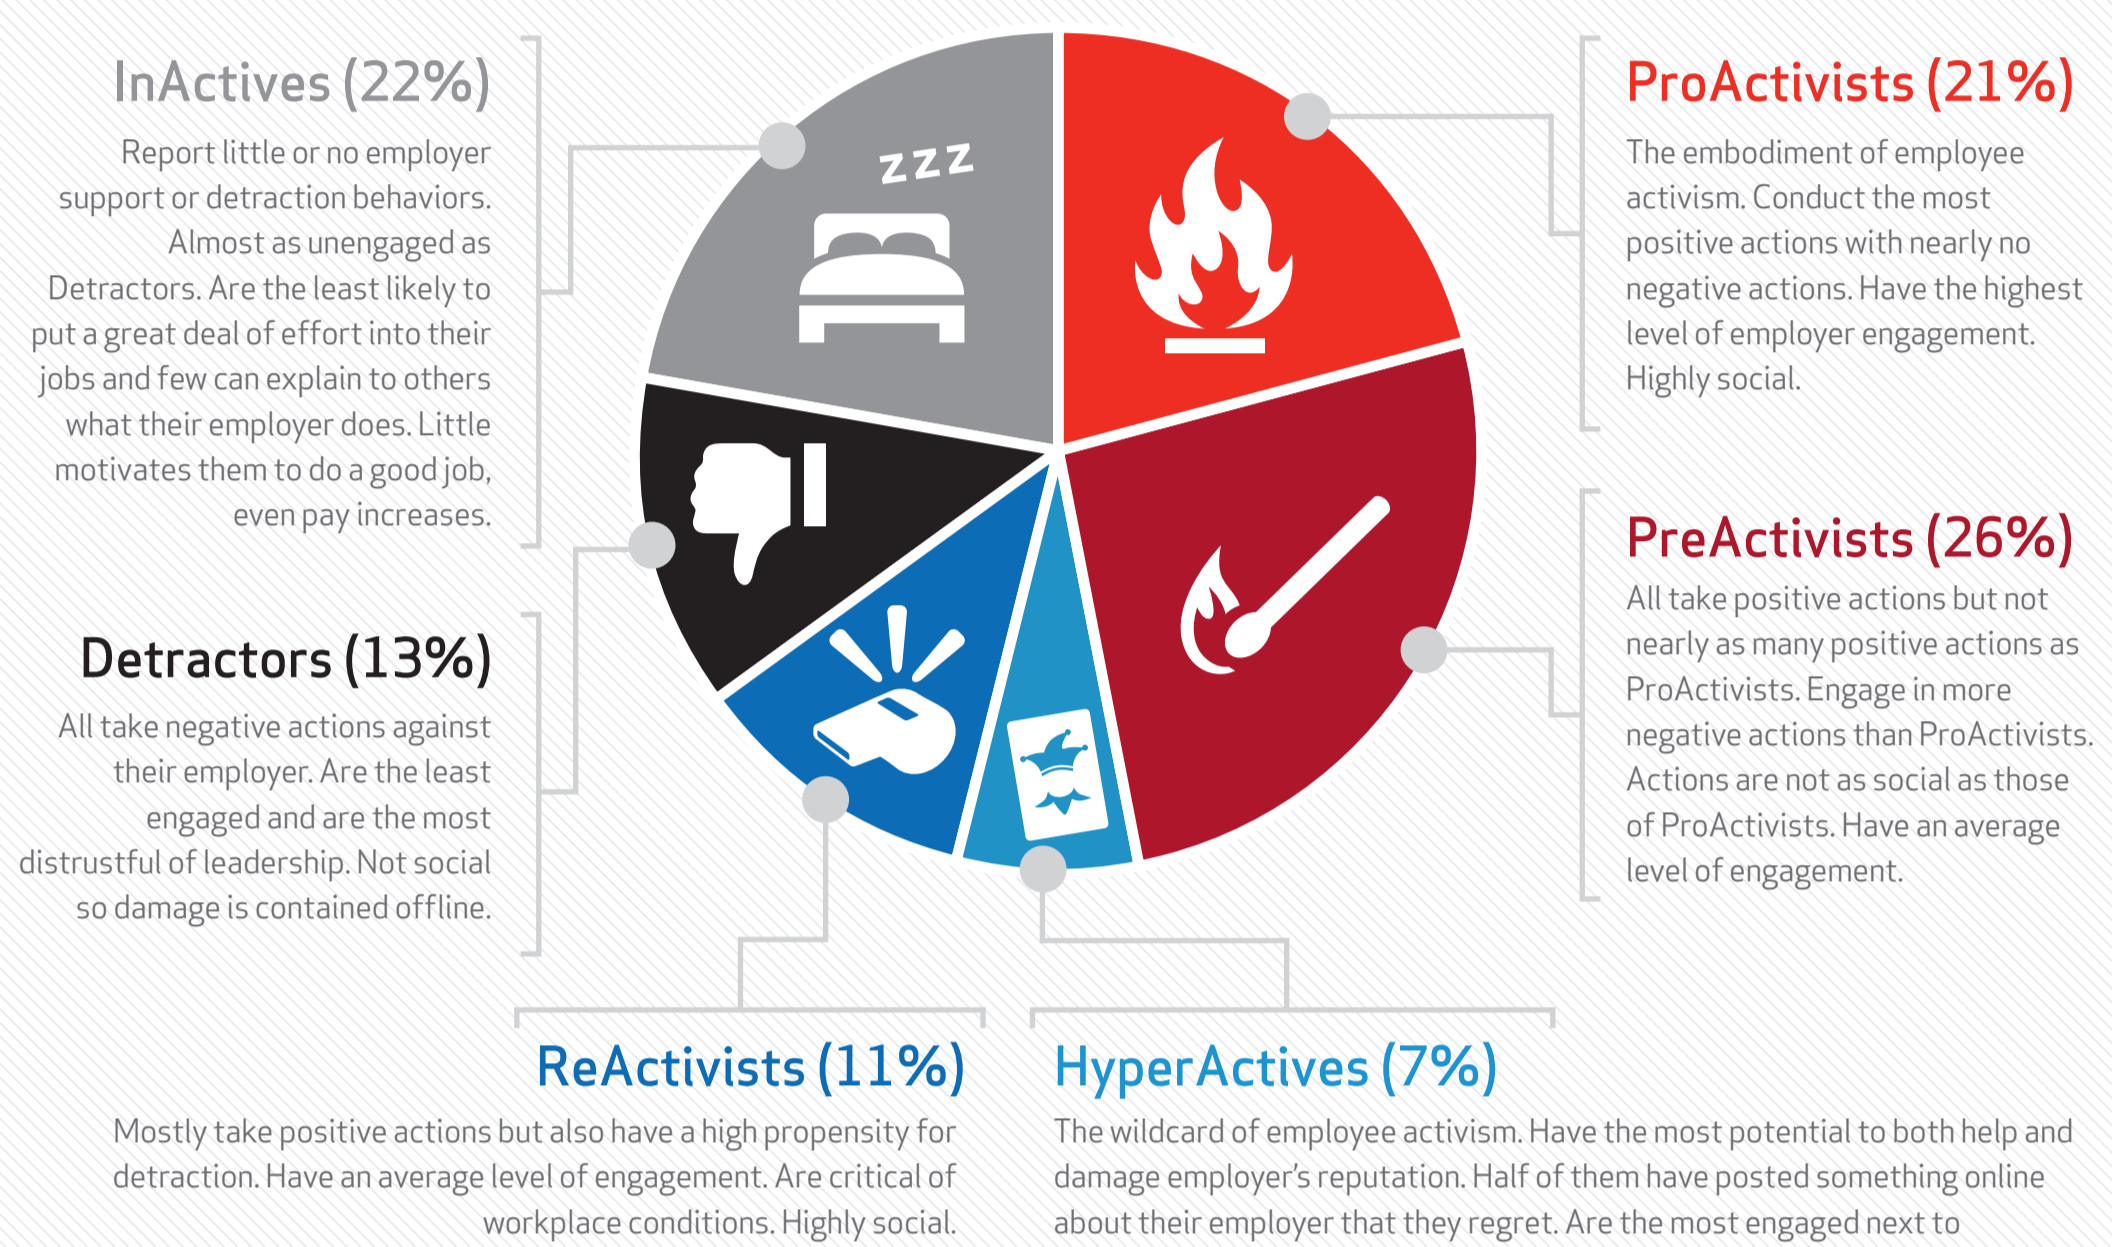 InActives (22%)
Report little or no employer
support or detraction behaviors.
Almost as unengaged as
Detractors. Are the least likely to
put a great deal of effort into their
jobs and few can explain to others
what their employer does. Little
motivates them to do a good job,
even pay increases.
zzz
ProActivists (21%)
The embodiment of employee
activism. Conduct the most
positive actions with nearly no
negative actions. Have the highest
level of employer engagement.
Highly social.
PreActivists (26%)
All take positive actions but not
nearly as many positive actions as
ProActivists. Engage in more
negative actions than ProActivists.
Actions are not as social as those
of ProActivists. Have an average
level of engagement.
Detractors (13%)
All take negative actions against
their employer. Are the least
engaged and are the most
distrustful of leadership. Not social
so damage is contained offline.
ReActivists (11%)
Mostly take positive actions but also have a high propensity for
detraction. Have an average level of engagement. Are critical of
workplace conditions. Highly social.
HyperActives (7%)
The wildcard of employee activism. Have the most potential to both help and
damage employer's reputation. Half of them have posted something online
about their employer that they regret. Are the most engaged next to